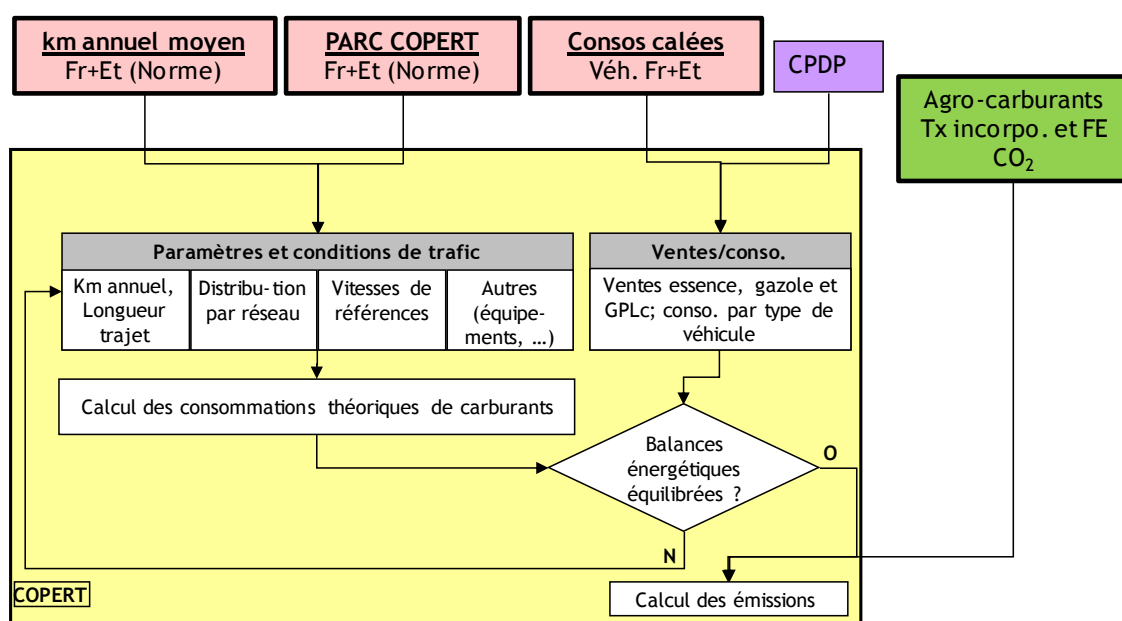 km annuel moyen
Fr+Et (Norme)
PARC COPERT
Fr+Et (Norme)
Consos calées
Véh. Fr+Et
CPDP
Agro-carburants
Tx incorpo. et FE
CO₂
Paramètres et conditions de trafic
Km annuel,
Longueur
trajet
Distribu-tion
par réseau
Vitesses de
références
Autres
(équipe-
ments, ...)
Ventes/conso.
Ventes essence, gazole et
GPLc; conso. par type de
véhicule
Calcul des consommations théoriques de carburants
Balances
énergétiques
équilibrées ?
O
N
COPERT
Calcul des émissions